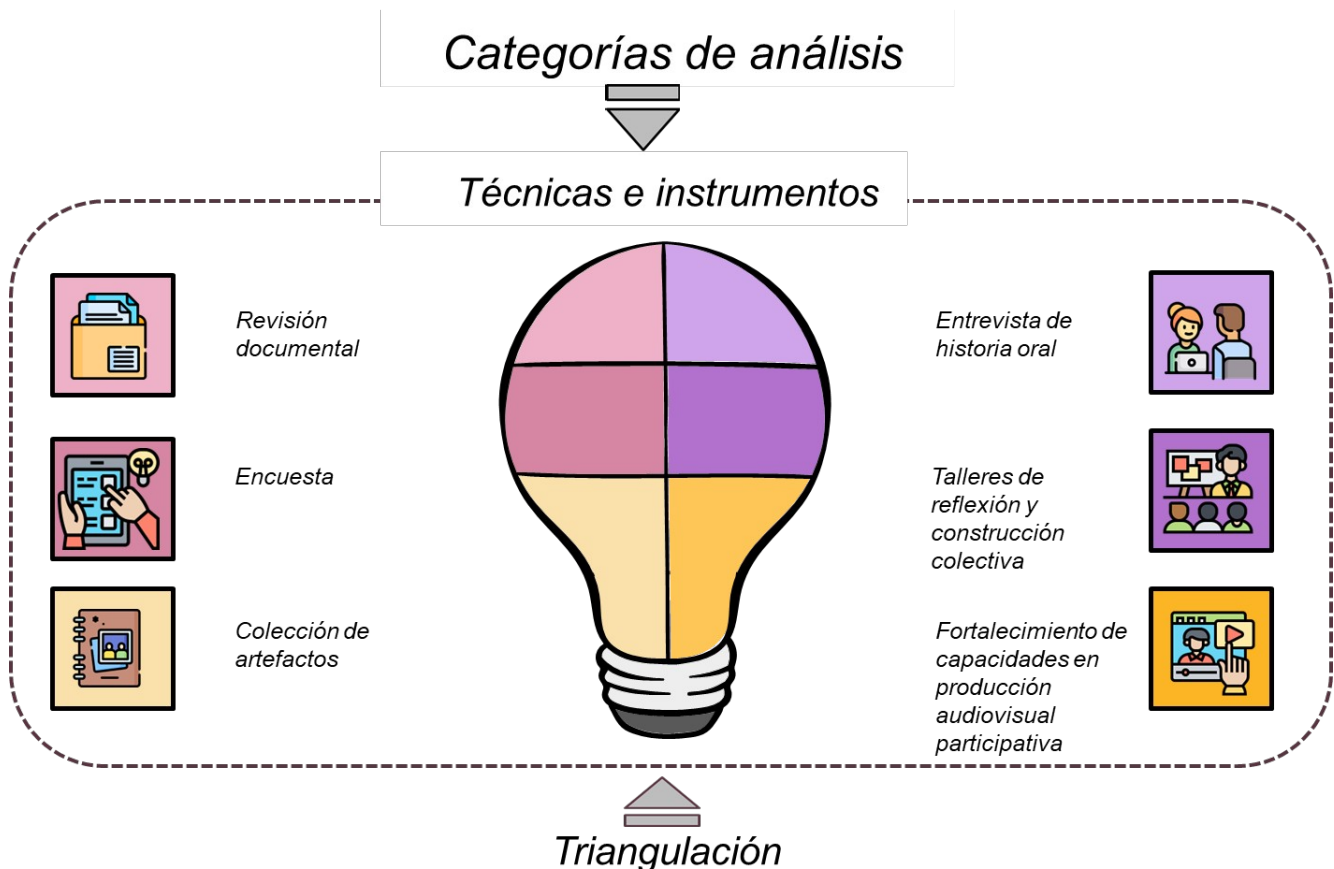 Categorías de análisis
Técnicas e instrumentos
Revisión
documental
Encuesta
Colección de
artefactos
Entrevista de
historia oral
Talleres de
reflexión y
construcción
colectiva
Fortalecimiento de
capacidades en
producción
audiovisual
participativa
Triangulación